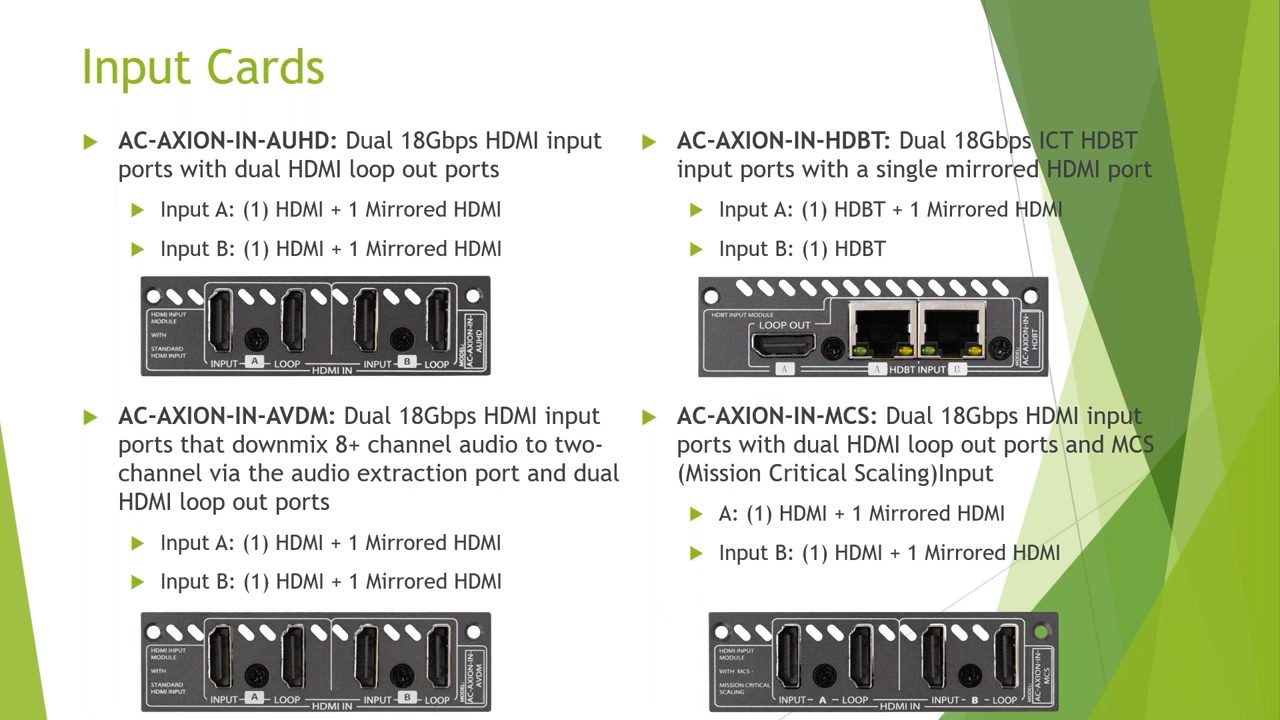 Input Cards
AC-AXION-IN-AUHD: Dual 18Gbps HDMI input
ports with dual HDMI loop out ports
Input A: (1) HDMI + 1 Mirrored HDMI
Input B: (1) HDMI + 1 Mirrored HDMI
HDMI INPUT
MODULE
WITH
STANDARD
HDMI INPUT
INPUT A LOOP
INPUT B LOOP
HDMI IN
MODEL:
AC-AXION-IN-
AUHD
AC-AXION-IN-AVDM: Dual 18Gbps HDMI input
ports that downmix 8+ channel audio to two-
channel via the audio extraction port and dual
HDMI loop out ports
Input A: (1) HDMI + 1 Mirrored HDMI
Input B: (1) HDMI + 1 Mirrored HDMI
HDMI INPUT
MODULE
WITH
STANDARD
HDMI INPUT
INPUT A LOOP
INPUT B LOOP
HDMI IN
MODEL:
AC-AXION-IN-
AVDM
AC-AXION-IN-HDBT: Dual 18Gbps ICT HDBT
input ports with a single mirrored HDMI port
Input A: (1) HDBT + 1 Mirrored HDMI
Input B: (1) HDBT
HDBT INPUT MODULE
LOOP OUT
A
A HDBT INPUT B
MODEL:
AC-AXION-IN-
HDBT
AC-AXION-IN-MCS: Dual 18Gbps HDMI input
ports with dual HDMI loop out ports and MCS
(Mission Critical Scaling)Input
A: (1) HDMI + 1 Mirrored HDMI
Input B: (1) HDMI + 1 Mirrored HDMI
HDMI INPUT
MODULE
WITH MCS -
MISSION CRITICAL
SCALING
INPUT - A - LOOP
INPUT - B - LOOP
HDMI IN
MODEL:
AC-AXION-IN-
MCS